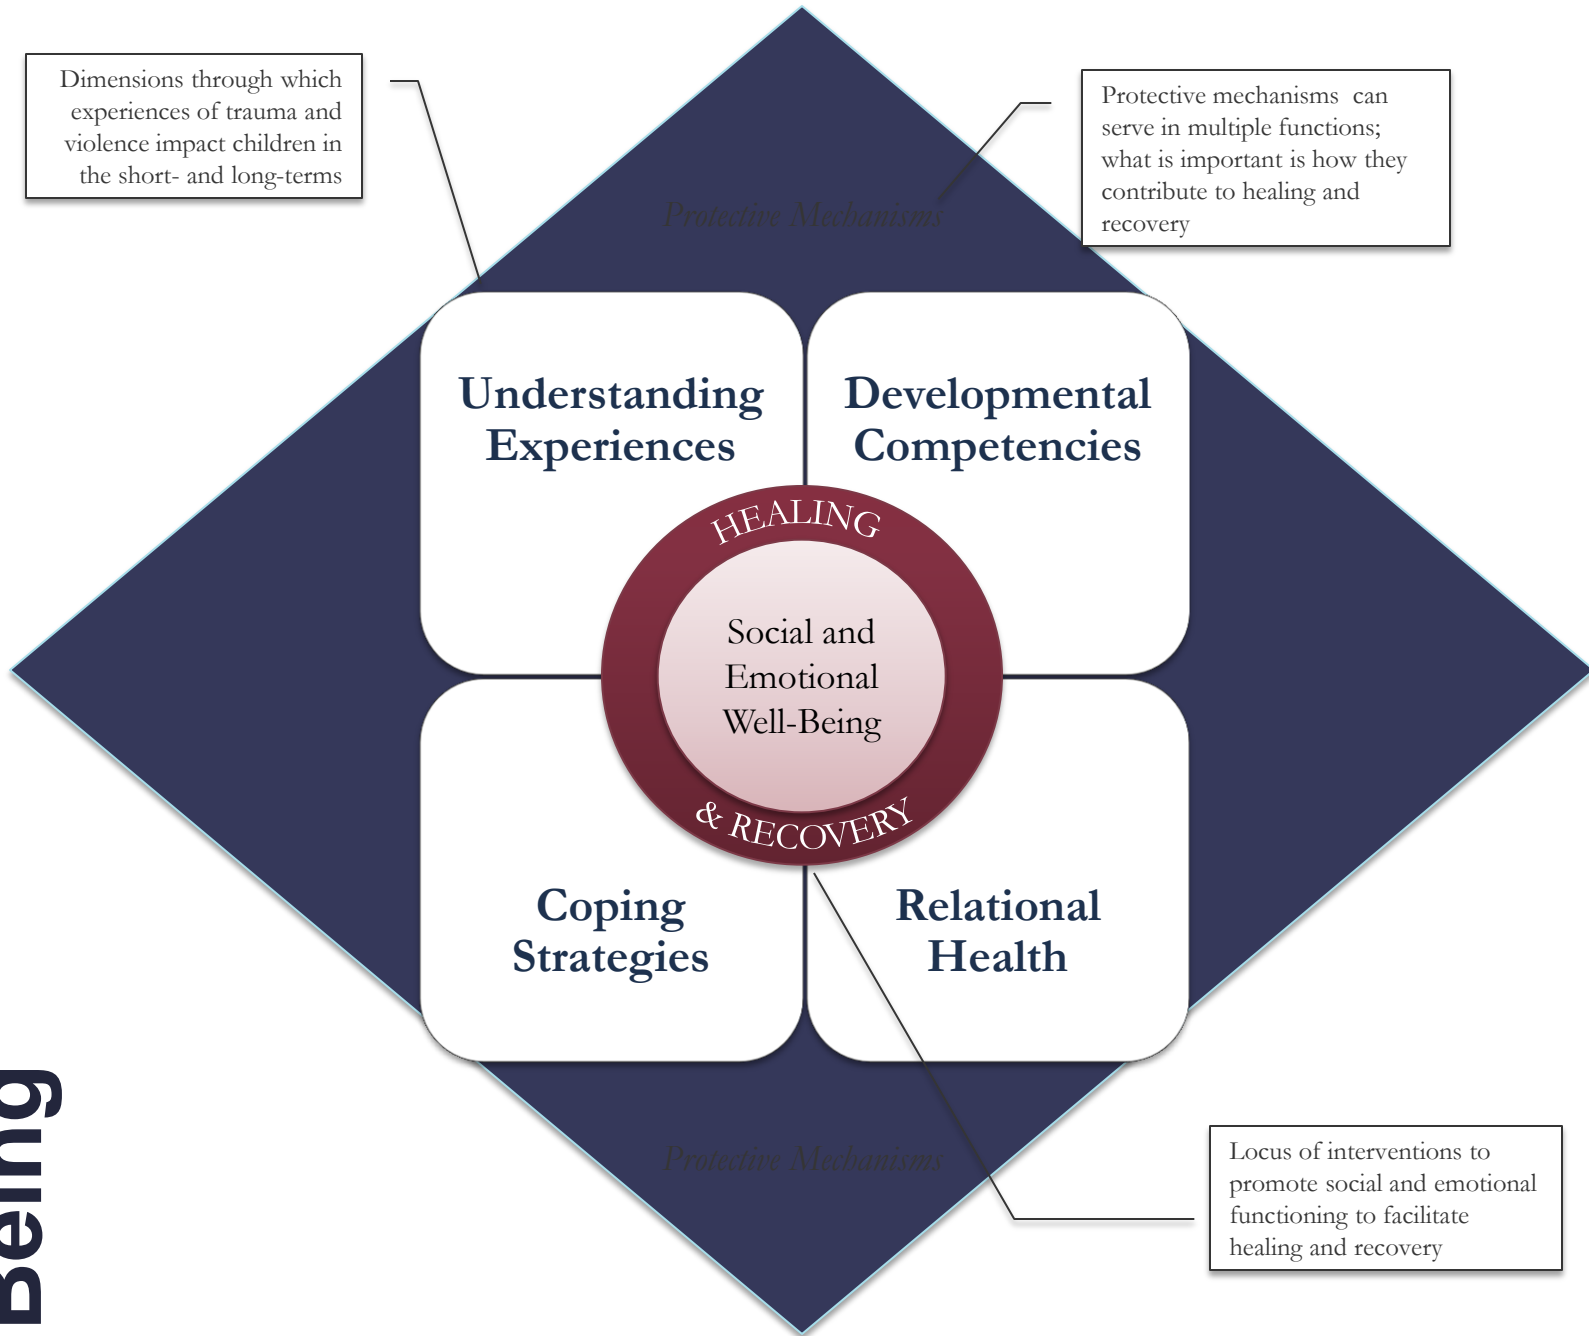 Dimensions through which
experiences of trauma and
violence impact children in
the short- and long-terms
Protective mechanisms can
serve in multiple functions;
what is important is how they
contribute to healing and
recovery
Protective Mechanisms
Understanding
Experiences
Developmental
Competencies
HEALING
Social and
Emotional
Well-Being
& RECOVERY
Coping
Strategies
Relational
Health
Protective Mechanisms
Locus of interventions to
promote social and emotional
functioning to facilitate
healing and recovery
Being